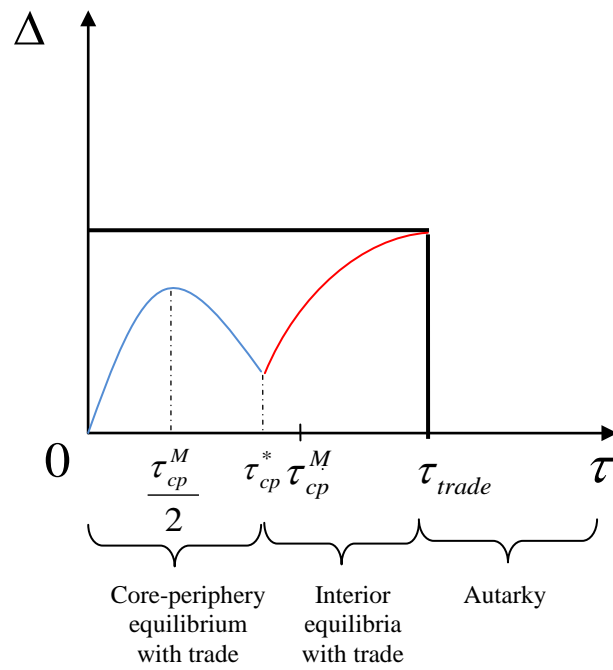 Δ
0 τ^M_cp/2 τ^*_cp τ^M_cp τ_trade τ
Core-periphery Interior Autarky
equilibrium equilibria
with trade with trade